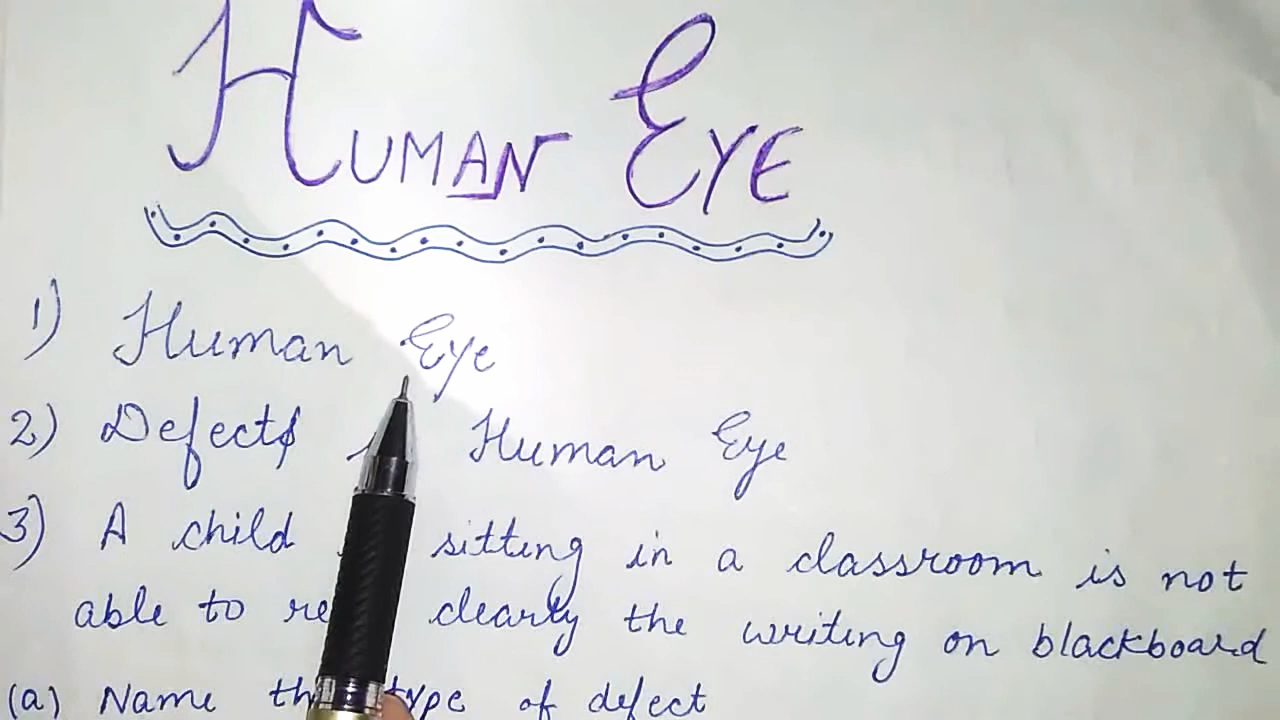 HUMAN EYE
1) Human Eye
2) Defects Human Eye
3) A child sitting in a classroom is not
able to clearly the writing on blackboard
(a) Name type of defect